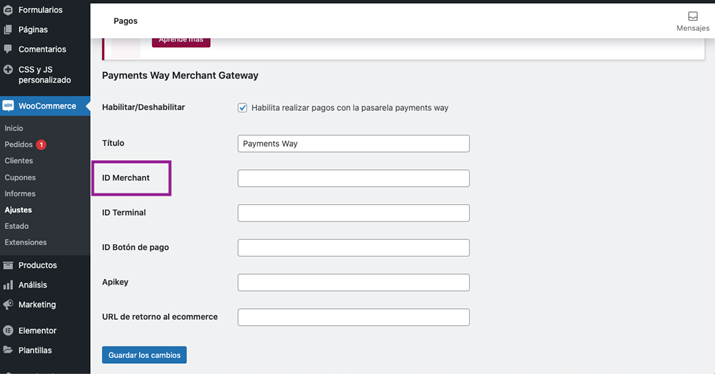 Formularios
Páginas
Comentarios
CSS y JS
personalizado
WooCommerce
Inicio
Pedidos 1
Clientes
Cupones
Informes
Ajustes
Estado
Extensiones
Productos
Análisis
Marketing
Elementor
Plantillas
Pagos
Mensajes
Aprende más
Payments Way Merchant Gateway
Habilitar/Deshabilitar
Habilita realizar pagos con la pasarela payments way
Título
Payments Way
ID Merchant
ID Terminal
ID Botón de pago
Apikey
URL de retorno al ecommerce
Guardar los cambios